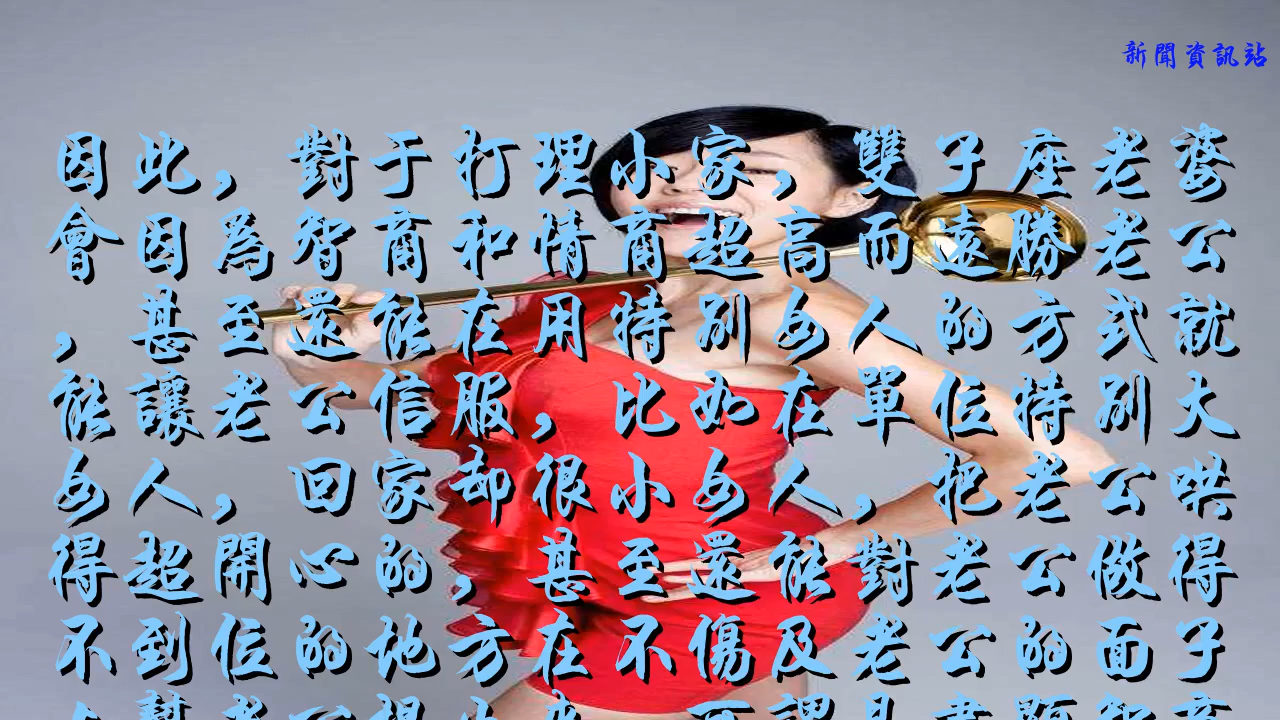 新聞資訊站
因此，對于打理小家，雙子座老婆
會因爲智商和情商超高而遠勝老公
，甚至還能在用特别女人的方式就
能讓老公信服，比如在單位特别大
女人，回家却很小女人，把老公哄
得超開心的，甚至還能對老公做得
不到位的地方在不傷及老公的面子